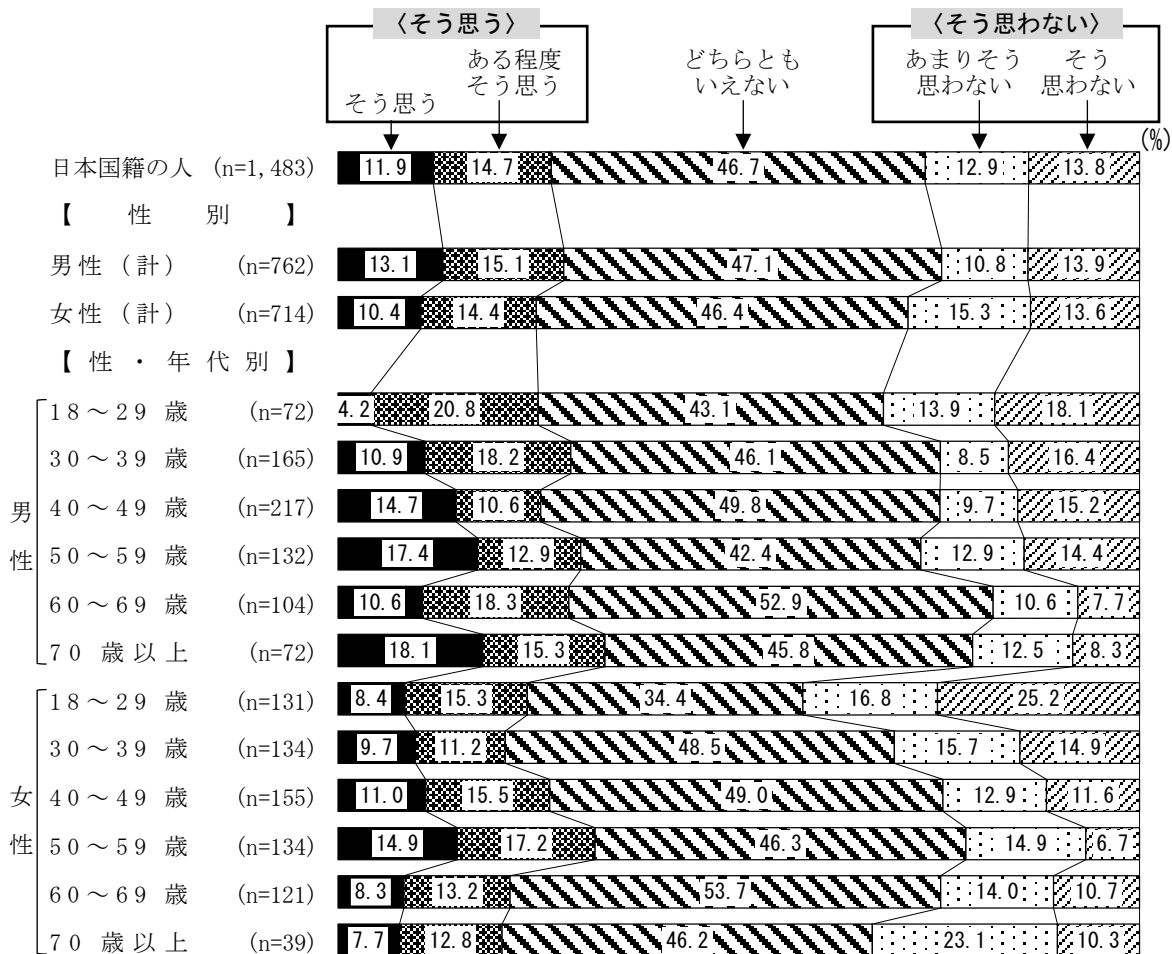 〈そう思う〉 〈そう思わない〉
ある程度 どちらとも あまりそう そう
そう思う そう思う いえない 思わない 思わない
(%)
日本国籍の人 (n=1,483) 11.9 14.7 46.7 12.9 13.8
【 性 別 】
男性（計） (n=762) 13.1 15.1 47.1 10.8 13.9
女性（計） (n=714) 10.4 14.4 46.4 15.3 13.6
【 性 ・ 年 代 別 】
男性
18～29 歳 (n=72) 4.2 20.8 43.1 13.9 18.1
30～39 歳 (n=165) 10.9 18.2 46.1 8.5 16.4
40～49 歳 (n=217) 14.7 10.6 49.8 9.7 15.2
50～59 歳 (n=132) 17.4 12.9 42.4 12.9 14.4
60～69 歳 (n=104) 10.6 18.3 52.9 10.6 7.7
70 歳以上 (n=72) 18.1 15.3 45.8 12.5 8.3
女性
18～29 歳 (n=131) 8.4 15.3 34.4 16.8 25.2
30～39 歳 (n=134) 9.7 11.2 48.5 15.7 14.9
40～49 歳 (n=155) 11.0 15.5 49.0 12.9 11.6
50～59 歳 (n=134) 14.9 17.2 46.3 14.9 6.7
60～69 歳 (n=121) 8.3 13.2 53.7 14.0 10.7
70 歳以上 (n=39) 7.7 12.8 46.2 23.1 10.3